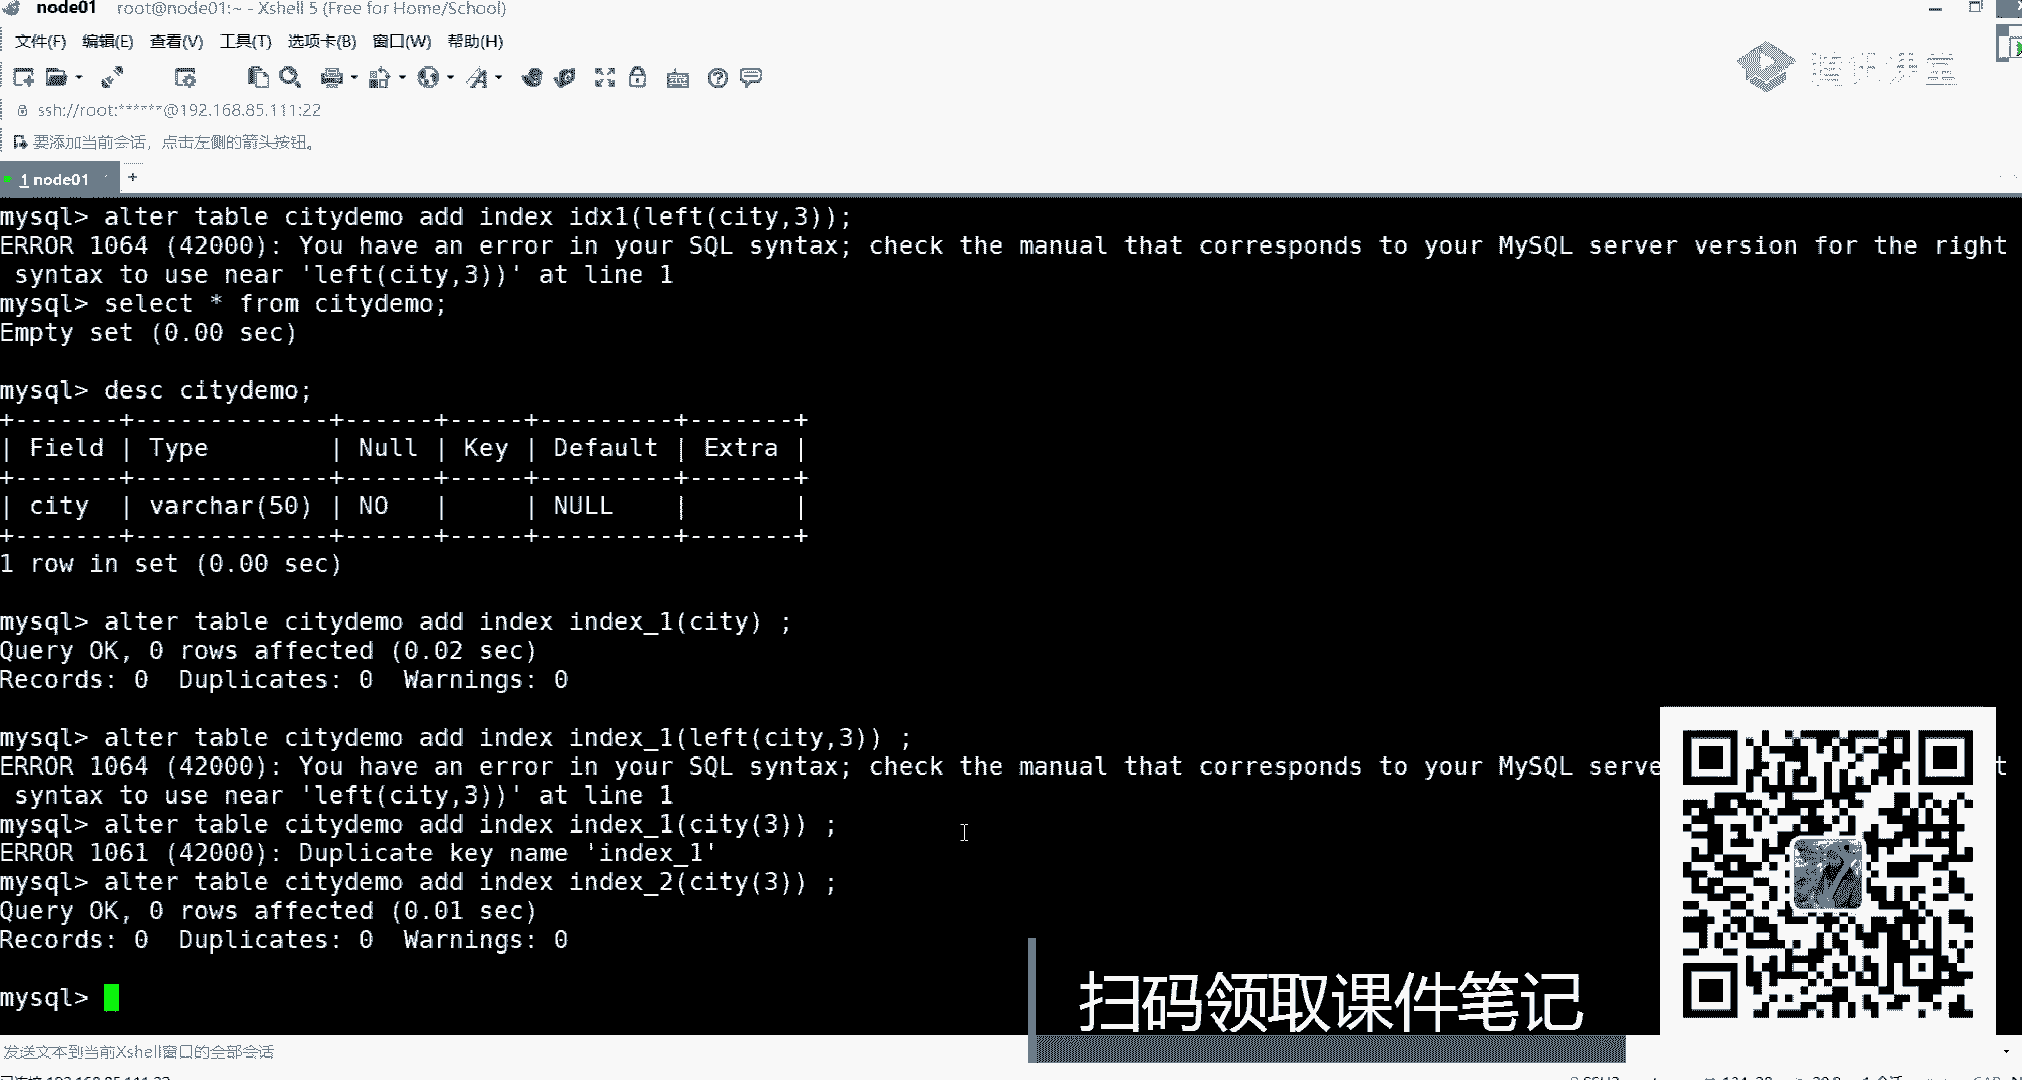 node01 root@node01:~ - Xshell 5 (Free for Home/School)
文件(F) 编辑(E) 查看(V) 工具(T) 选项卡(B) 窗口(W) 帮助(H)
腾讯课堂
ssh://root:******@192.168.85.111:22
要添加当前会话，点击左侧的箭头按钮。
1 node01 +
mysql> alter table citydemo add index idx1(left(city,3));
ERROR 1064 (42000): You have an error in your SQL syntax; check the manual that corresponds to your MySQL server version for the right
 syntax to use near 'left(city,3))' at line 1
mysql> select * from citydemo;
Empty set (0.00 sec)
mysql> desc citydemo;
+-------+-------------+------+-----+---------+-------+
| Field | Type        | Null | Key | Default | Extra |
+-------+-------------+------+-----+---------+-------+
| city  | varchar(50) | NO   |     | NULL    |       |
+-------+-------------+------+-----+---------+-------+
1 row in set (0.00 sec)
mysql> alter table citydemo add index index_1(city) ;
Query OK, 0 rows affected (0.02 sec)
Records: 0  Duplicates: 0  Warnings: 0
mysql> alter table citydemo add index index_1(left(city,3)) ;
ERROR 1064 (42000): You have an error in your SQL syntax; check the manual that corresponds to your MySQL serve
 syntax to use near 'left(city,3))' at line 1
mysql> alter table citydemo add index index_1(city(3)) ;
ERROR 1061 (42000): Duplicate key name 'index_1'
mysql> alter table citydemo add index index_2(city(3)) ;
Query OK, 0 rows affected (0.01 sec)
Records: 0  Duplicates: 0  Warnings: 0
mysql>
扫码领取课件笔记
发送文本到当前Xshell窗口的全部会话